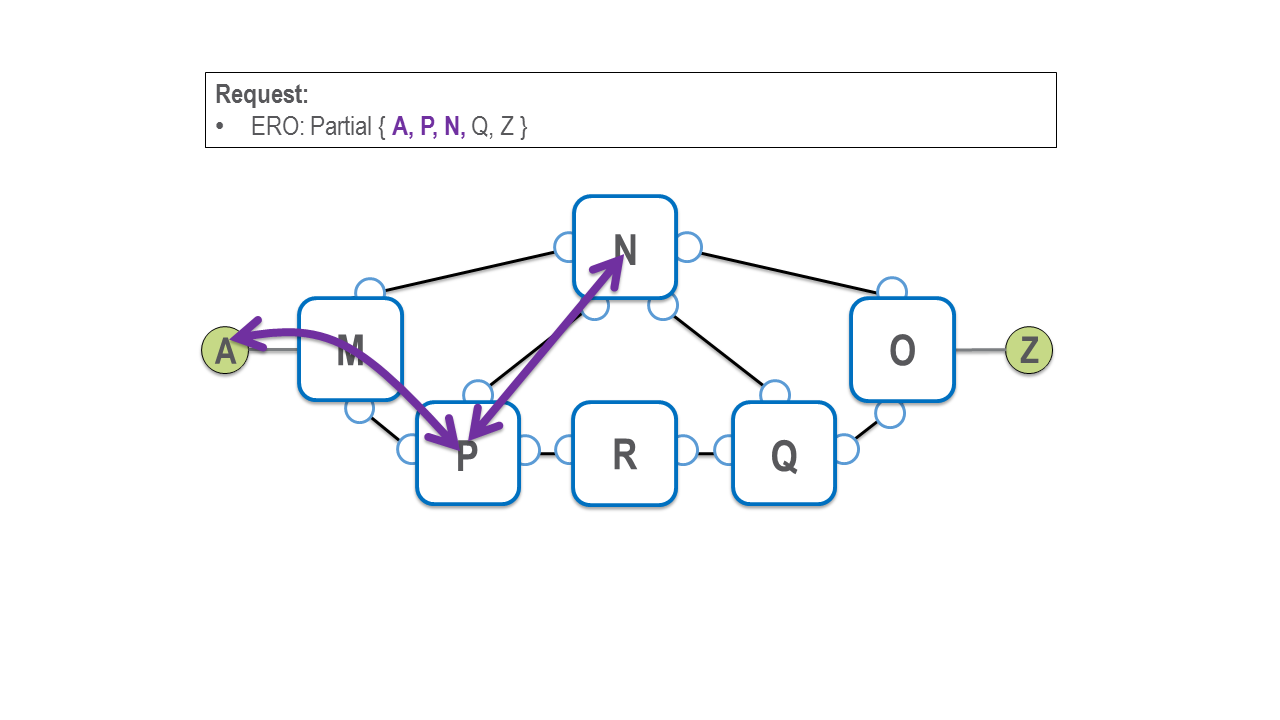 Request:
• ERO: Partial { A, P, N, Q, Z }
N
A
M
O
Z
P
R
Q